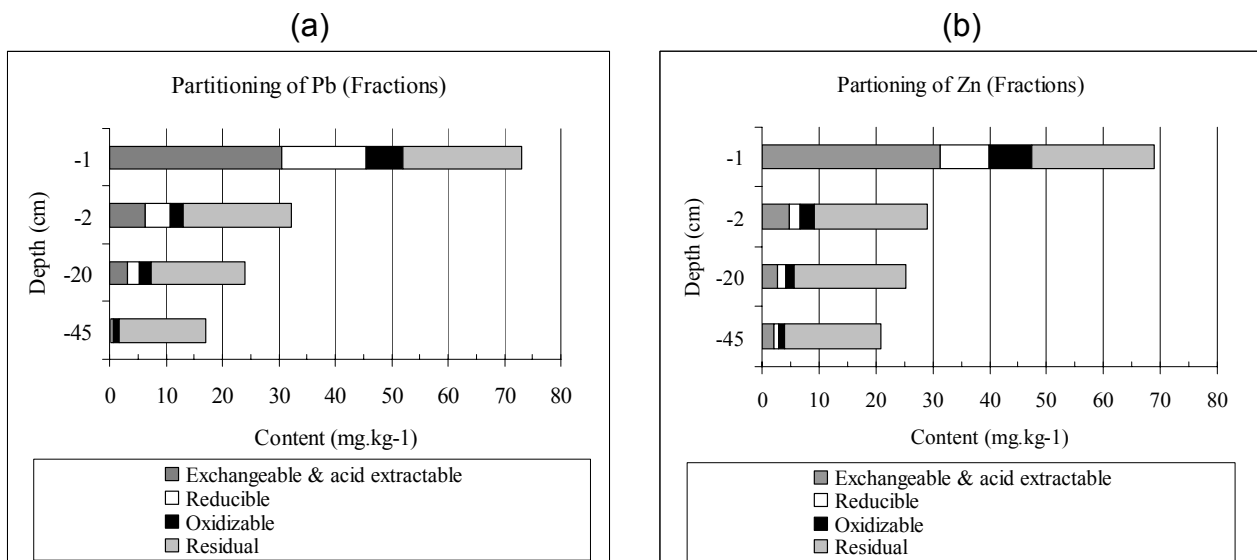 (a)
Partitioning of Pb (Fractions)
Depth (cm)
-1
-2
-20
-45
0 10 20 30 40 50 60 70 80
Content (mg.kg-1)
Exchangeable & acid extractable
Reducible
Oxidizable
Residual
(b)
Partioning of Zn (Fractions)
Depth (cm)
-1
-2
-20
-45
0 10 20 30 40 50 60 70 80
Content (mg.kg-1)
Exchangeable & acid extractable
Reducible
Oxidizable
Residual